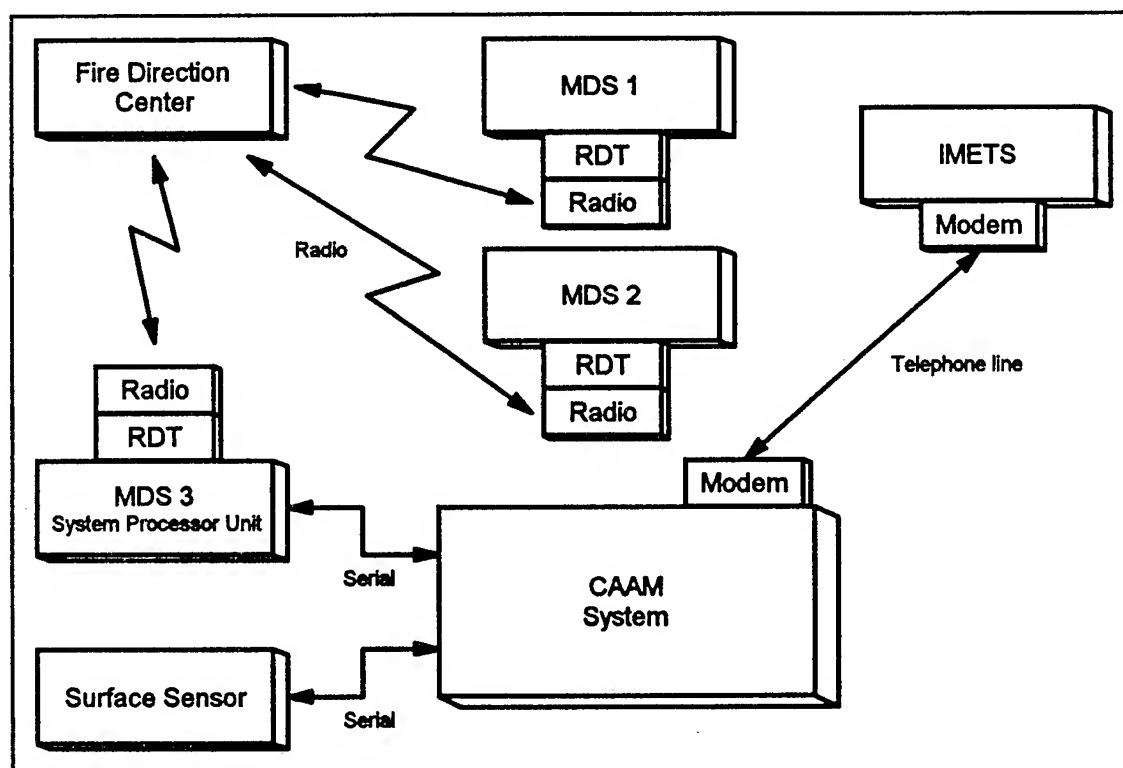 Fire Direction
Center
MDS 1
RDT
Radio
IMETS
Modem
Radio
MDS 2
RDT
Radio
Telephone line
Radio
RDT
MDS 3
System Processor Unit
Modem
CAAM
System
Serial
Surface Sensor
Serial